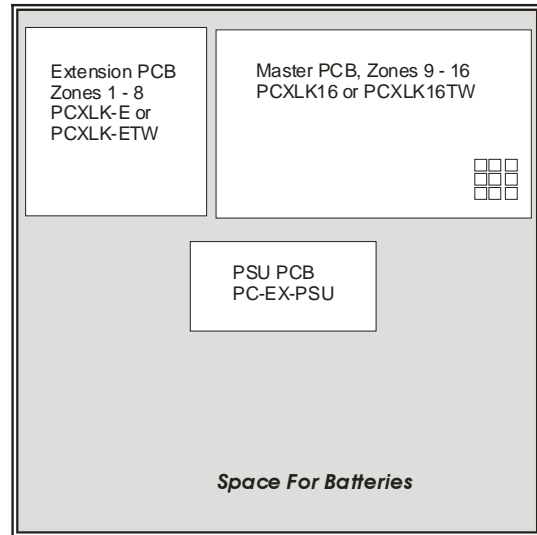 Extension PCB
Zones 1 - 8
PCXLK-E or
PCXLK-ETW
Master PCB, Zones 9 - 16
PCXLK16 or PCXLK16TW
PSU PCB
PC-EX-PSU
Space For Batteries